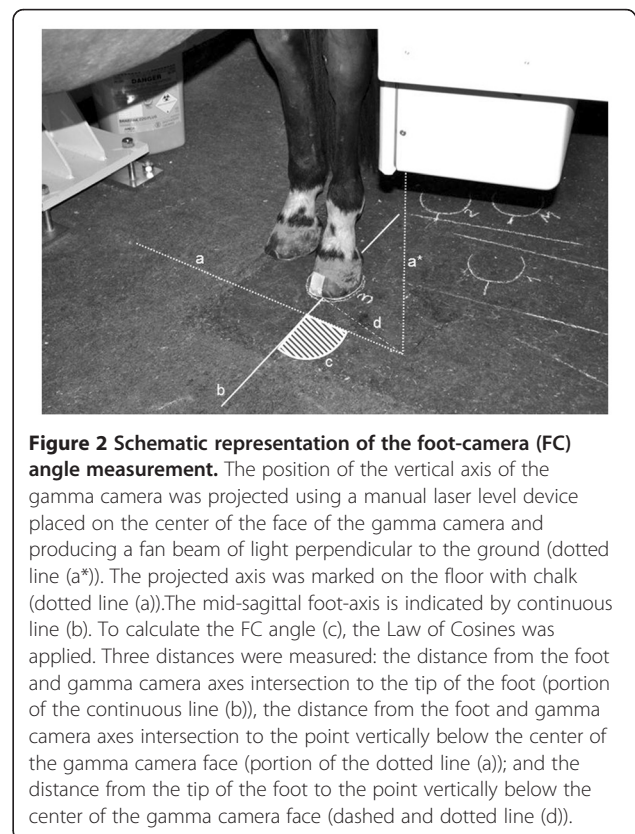 DANGER
a
a*
3
d
c
b
Figure 2 Schematic representation of the foot-camera (FC)
angle measurement. The position of the vertical axis of the
gamma camera was projected using a manual laser level device
placed on the center of the face of the gamma camera and
producing a fan beam of light perpendicular to the ground (dotted
line (a*)). The projected axis was marked on the floor with chalk
(dotted line (a)).The mid-sagittal foot-axis is indicated by continuous
line (b). To calculate the FC angle (c), the Law of Cosines was
applied. Three distances were measured: the distance from the foot
and gamma camera axes intersection to the tip of the foot (portion
of the continuous line (b)), the distance from the foot and gamma
camera axes intersection to the point vertically below the center of
the gamma camera face (portion of the dotted line (a)); and the
distance from the tip of the foot to the point vertically below the
center of the gamma camera face (dashed and dotted line (d)).